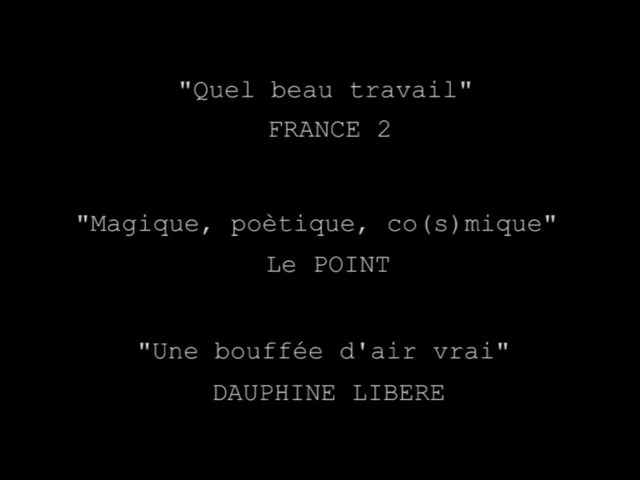 "Quel beau travail"
FRANCE 2
"Magique, poètique, co(s)mique"
Le POINT
"Une bouffée d'air vrai"
DAUPHINE LIBERE